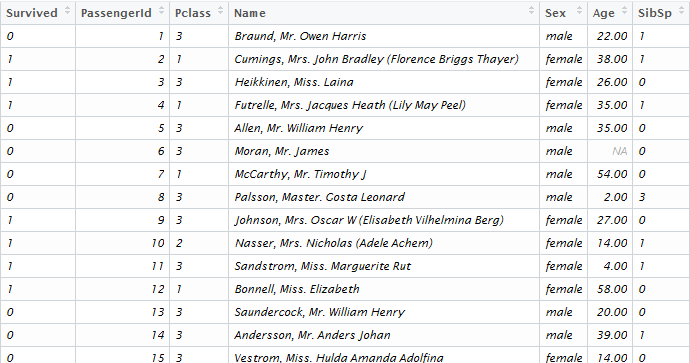 Survived PassengerId Pclass Name Sex Age SibSp
0 1 3 Braund, Mr. Owen Harris male 22.00 1
1 2 1 Cumings, Mrs. John Bradley (Florence Briggs Thayer) female 38.00 1
1 3 3 Heikkinen, Miss. Laina female 26.00 0
1 4 1 Futrelle, Mrs. Jacques Heath (Lily May Peel) female 35.00 1
0 5 3 Allen, Mr. William Henry male 35.00 0
0 6 3 Moran, Mr. James male NA 0
0 7 1 McCarthy, Mr. Timothy J male 54.00 0
0 8 3 Palsson, Master. Gosta Leonard male 2.00 3
1 9 3 Johnson, Mrs. Oscar W (Elisabeth Vilhelmina Berg) female 27.00 0
1 10 2 Nasser, Mrs. Nicholas (Adele Achem) female 14.00 1
1 11 3 Sandstrom, Miss. Marguerite Rut female 4.00 1
1 12 1 Bonnell, Miss. Elizabeth female 58.00 0
0 13 3 Saundercock, Mr. William Henry male 20.00 0
0 14 3 Andersson, Mr. Anders Johan male 39.00 1
0 15 3 Vestrom, Miss. Hulda Amanda Adolfina female 14.00 0